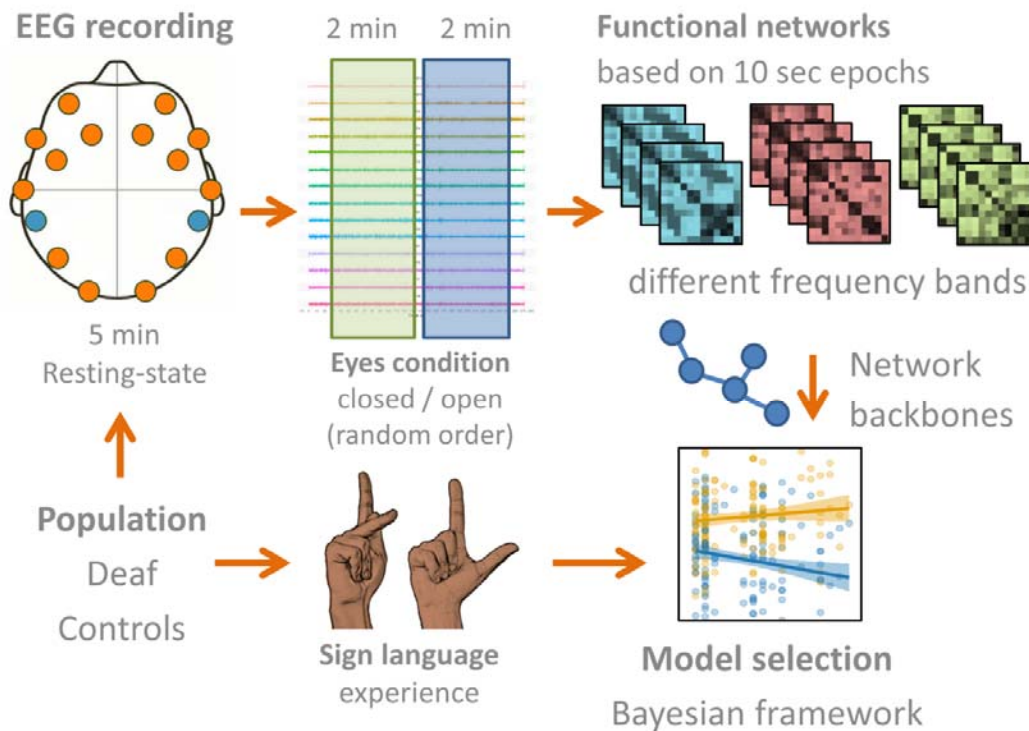 EEG recording
5 min
Resting-state
2 min 2 min
Eyes condition
closed / open
(random order)
Functional networks
based on 10 sec epochs
different frequency bands
Network
backbones
Population
Deaf
Controls
Sign language
experience
Model selection
Bayesian framework